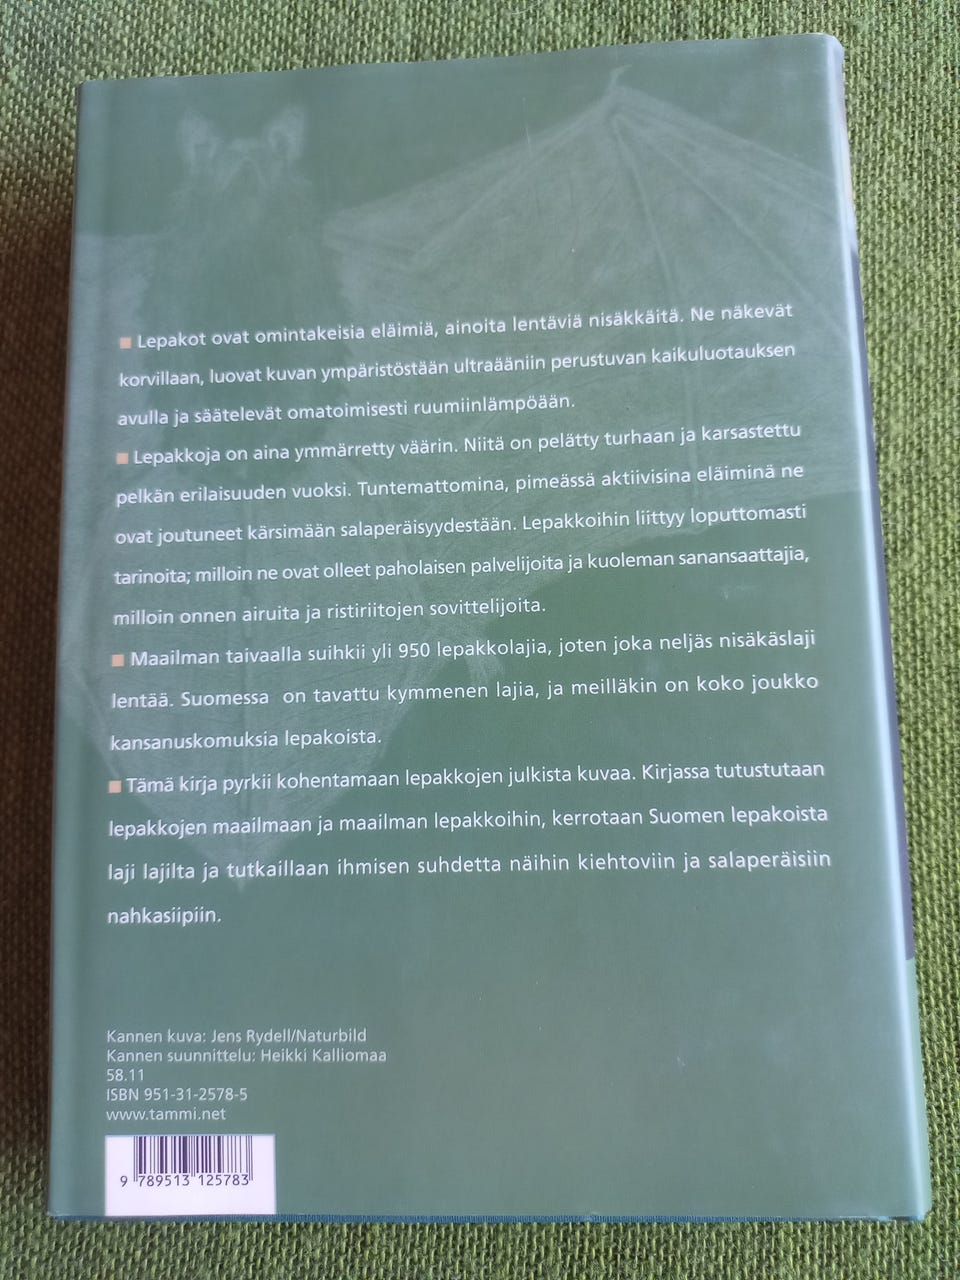 ■ Lepakot ovat omintakeisia eläimiä, ainoita lentäviä nisäkkäitä. Ne näkevät
korvillaan, luovat kuvan ympäristöstään ultraääniin perustuvan kaikuluotauksen
avulla ja säätelevät omatoimisesti ruumiinlämpöään.
■ Lepakkoja on aina ymmärretty väärin. Niitä on pelätty turhaan ja karsastettu
pelkän erilaisuuden vuoksi. Tuntemattomina, pimeässä aktiivisina eläiminä ne
ovat joutuneet kärsimään salaperäisyydestään. Lepakkoihin liittyy loputtomasti
tarinoita; milloin ne ovat olleet paholaisen palvelijoita ja kuoleman sanansaattajia,
milloin onnen airuita ja ristiriitojen sovittelijoita.
■ Maailman taivaalla suihkii yli 950 lepakkolajia, joten joka neljäs nisäkäslaji
lentää. Suomessa on tavattu kymmenen lajia, ja meilläkin on koko joukko
kansanuskomuksia lepakoista.
■ Tämä kirja pyrkii kohentamaan lepakkojen julkista kuvaa. Kirjassa tutustutaan
lepakkojen maailmaan ja maailman lepakkoihin, kerrotaan Suomen lepakoista
laji lajilta ja tutkaillaan ihmisen suhdetta näihin kiehtoviin ja salaperäisiin
nahkasiipiin.
Kannen kuva: Jens Rydell/Naturbild
Kannen suunnittelu: Heikki Kalliomaa
58.11
ISBN 951-31-2578-5
www.tammi.net
9 789513 125783